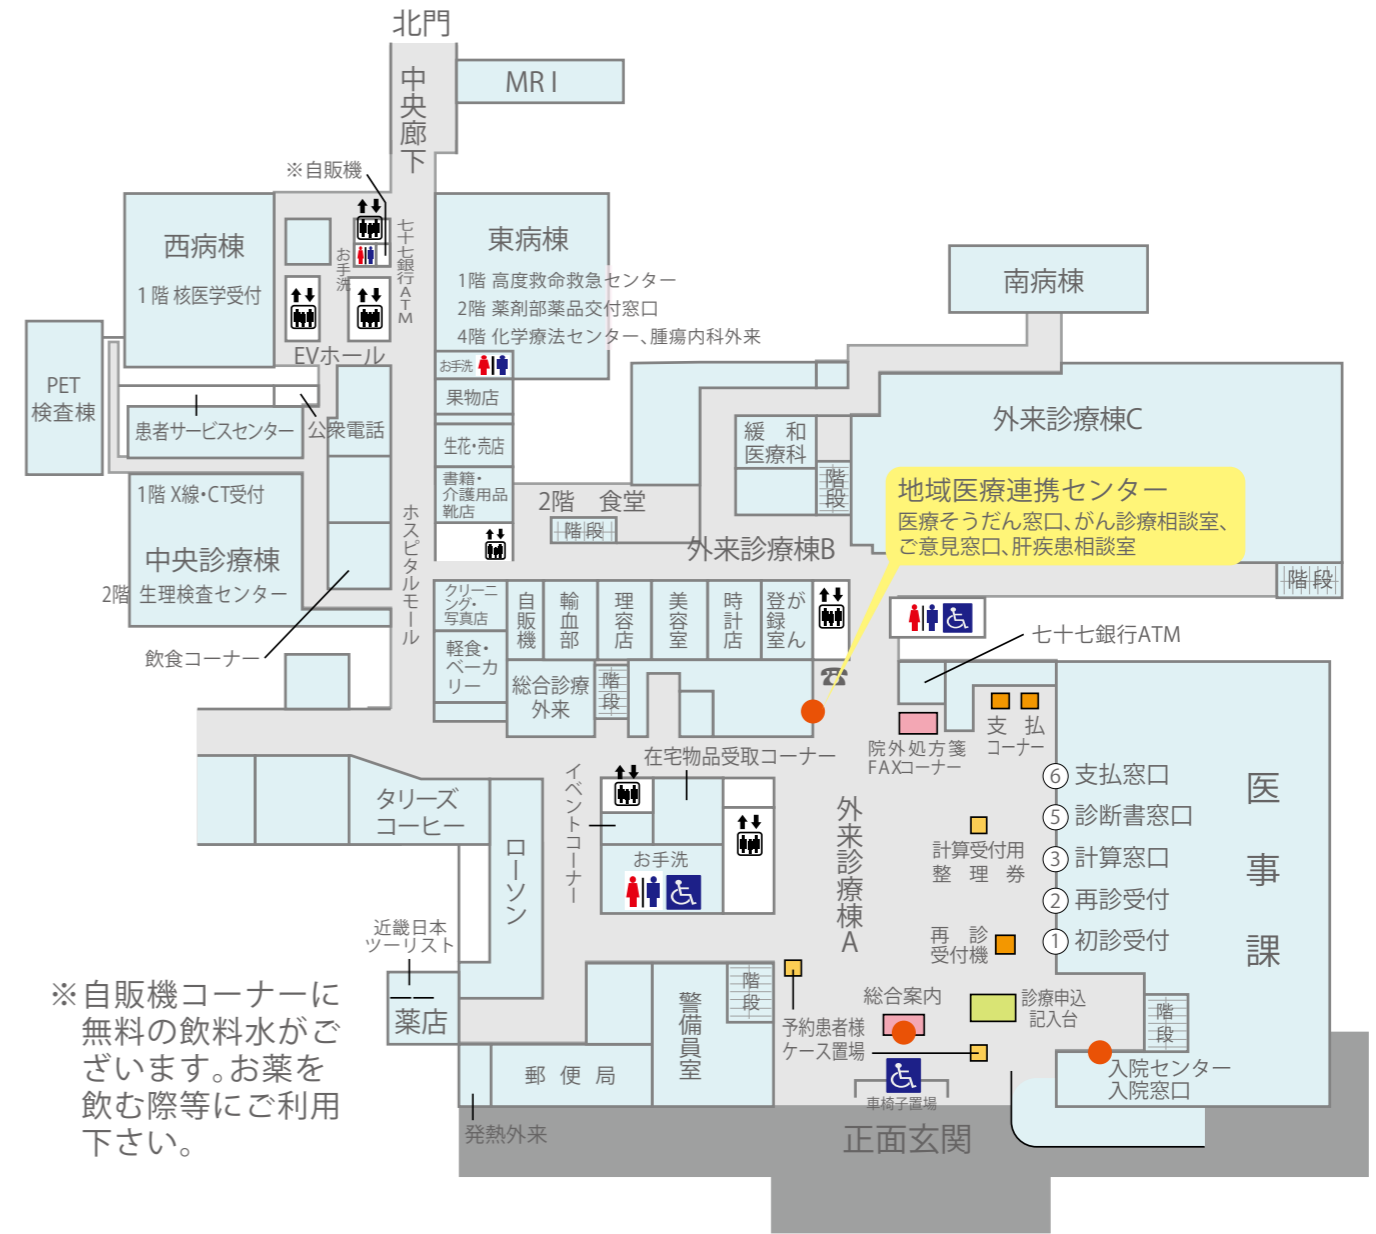 北門
中央廊下
MRI
※自販機
七十七銀行ATM
お手洗
西病棟
1階 核医学受付
東病棟
1階 高度救命救急センター
2階 薬剤部薬品交付窓口
4階 化学療法センター、腫瘍内科外来
南病棟
EVホール
お手洗
果物店
PET
検査棟
患者サービスセンター
公衆電話
生花・売店
書籍・
介護用品
靴店
緩和
医療科
階段
外来診療棟C
地域医療連携センター
医療そうだん窓口、がん診療相談室、
ご意見窓口、肝疾患相談室
1階 X線・CT受付
中央診療棟
2階 生理検査センター
ホスピタルモール
2階 食堂
階段
外来診療棟B
階段
飲食コーナー
クリーニ
ング・
写真店
自販機
輸血部
理容店
美容室
時計店
がん
登録室
軽食・
ベーカ
リー
総合診療
外来
階段
七十七銀行ATM
支払
コーナー
院外処方箋
FAXコーナー
在宅物品受取コーナー
イベントコーナー
タリーズ
コーヒー
ローソン
お手洗
外来診療棟A
計算受付用
整理券
⑥支払窓口
⑤診断書窓口
③計算窓口
②再診受付
①初診受付
医事課
再診
受付機
近畿日本
ツーリスト
薬店
※自販機コーナーに
無料の飲料水がご
ざいます。お薬を
飲む際等にご利用
下さい。
階段
警備員室
郵便局
発熱外来
予約患者様
ケース置場
総合案内
診療申込
記入台
階段
車椅子置場
入院センター
入院窓口
正面玄関